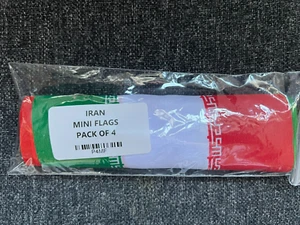 IRAN
MINI FLAGS
PACK OF 4